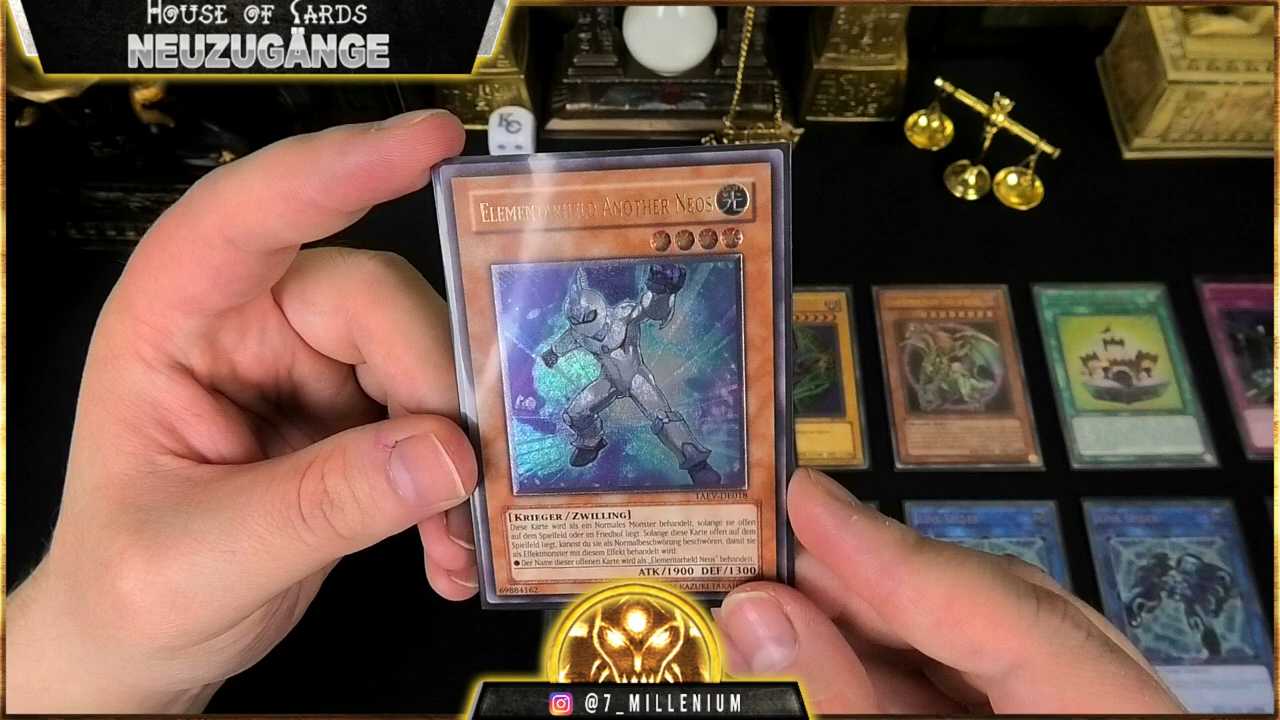 House of Cards
NEUZUGÄNGE
KC
Elementarheld Another Neos
光
TAEV-DE018
[Krieger/Zwilling]
Diese Karte wird als ein Normales Monster behandelt, solange sie offen
auf dem Spielfeld oder im Friedhof liegt. Solange diese Karte offen auf dem
Spielfeld liegt, kannst du sie als Normalbeschwörung beschwören, damit sie
als Effektmonster mit diesem Effekt behandelt wird.
● Der Name dieser offenen Karte wird als „Elementarheld Neos" behandelt.
ATK/1900 DEF/1300
69884162
KAZUKI
@7_MILLENIUM